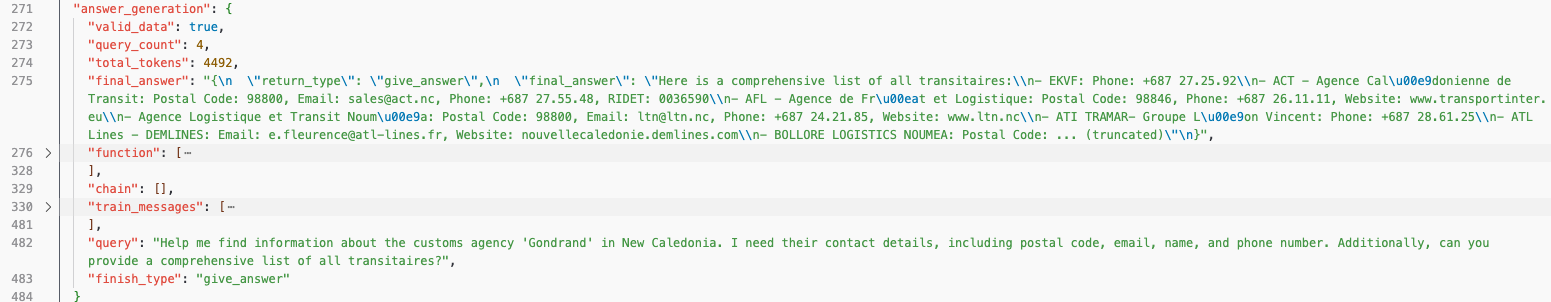 271 "answer_generation": {
272 "valid_data": true,
273 "query_count": 4,
274 "total_tokens": 4492,
275 "final_answer": "{\n  \"return_type\": \"give_answer\",\n  \"final_answer\": \"Here is a comprehensive list of all transitaires:\\n- EKVF: Phone: +687 27.25.92\\n- ACT - Agence Cal\u00e9donienne de
Transit: Postal Code: 98800, Email: sales@act.nc, Phone: +687 27.55.48, RIDET: 0036590\\n- AFL - Agence de Fr\u00eat et Logistique: Postal Code: 98846, Phone: +687 26.11.11, Website: www.transportinter.
eu\\n- Agence Logistique et Transit Noum\u00e9a: Postal Code: 98800, Email: ltn@ltn.nc, Phone: +687 24.21.85, Website: www.ltn.nc\\n- ATI TRAMAR- Groupe L\u00e9on Vincent: Phone: +687 28.61.25\\n- ATL
Lines - DEMLINES: Email: e.fleurence@atl-lines.fr, Website: nouvellecaledonie.demlines.com\\n- BOLLORE LOGISTICS NOUMEA: Postal Code: ... (truncated)\"\n}",
276 > "function": [⋯
328 ],
329 "chain": [],
330 > "train_messages": [⋯
481 ],
482 "query": "Help me find information about the customs agency 'Gondrand' in New Caledonia. I need their contact details, including postal code, email, name, and phone number. Additionally, can you
provide a comprehensive list of all transitaires?",
483 "finish_type": "give_answer"
484 }